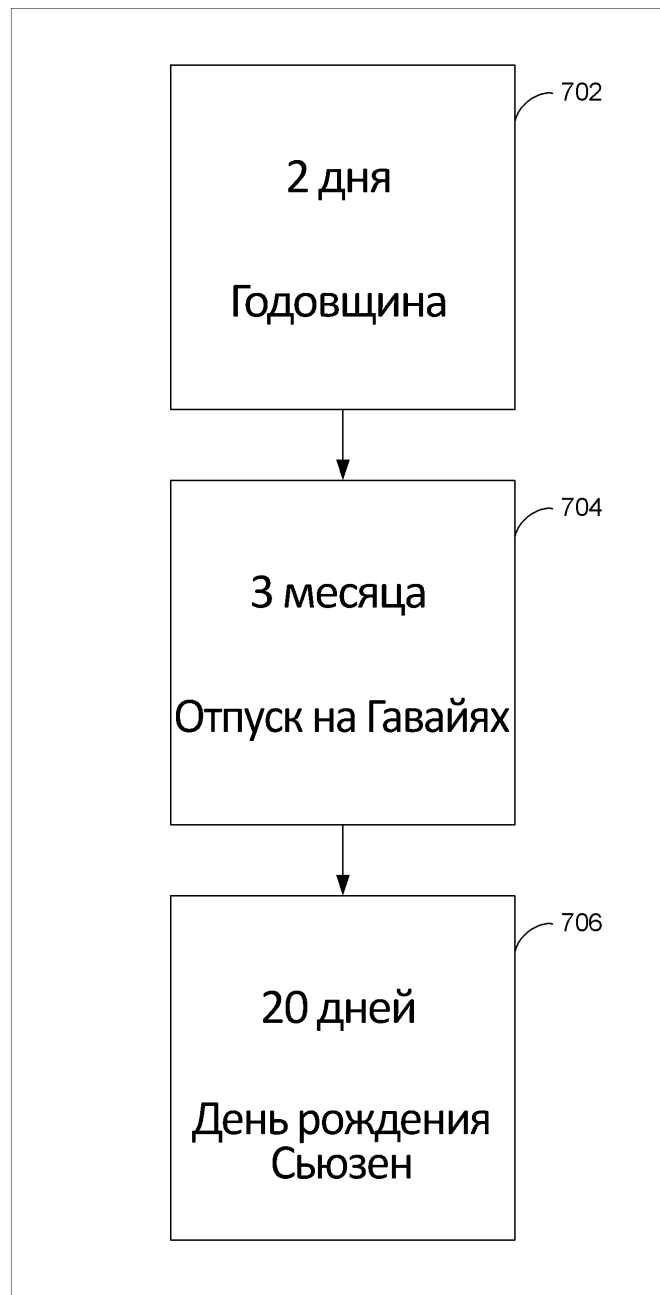 702
2 дня
Годовщина
704
3 месяца
Отпуск на Гавайях
706
20 дней
День рождения
Сьюзен